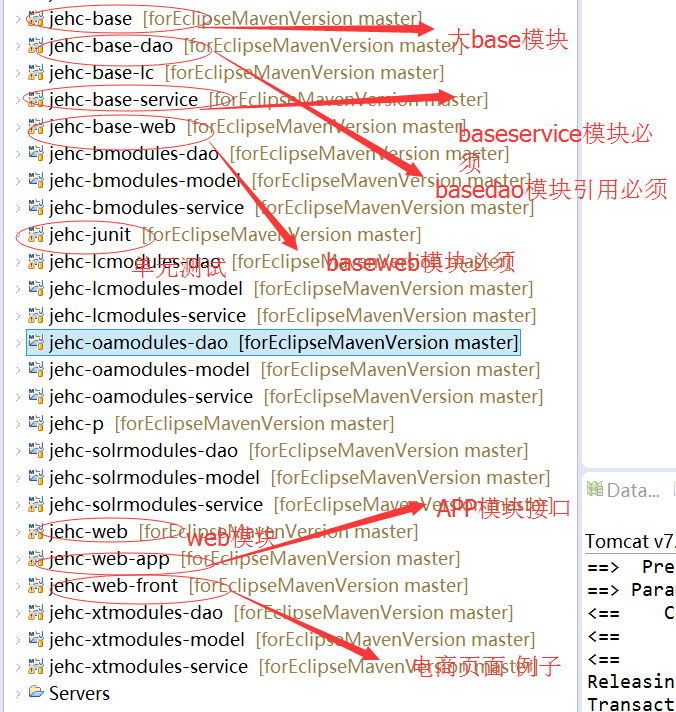 jehc-base [forEclipseMavenVersion master]
大base模块
jehc-base-dao [forEclipseMavenVersion master]
jehc-base-lc [forEclipseMavenVersion master]
jehc-base-service [forEclipseMavenVersion master]
jehc-base-web [forEclipseMavenVersion master]
baseservice模块必
须
jehc-bmodules-dao [forEclipseMavenVersion master]
jehc-bmodules-model [forEclipseMavenVersion master]
basedao模块引用必须
jehc-bmodules-service [forEclipseMavenVersion master]
jehc-junit [forEclipseMavenVersion master]
单元测试
jehc-lcmodules-dao [forEclipseMavenVersion master]
baseweb模块必须
jehc-lcmodules-model [forEclipseMavenVersion master]
jehc-lcmodules-service [forEclipseMavenVersion master]
jehc-oamodules-dao [forEclipseMavenVersion master]
jehc-oamodules-model [forEclipseMavenVersion master]
jehc-oamodules-service [forEclipseMavenVersion master]
jehc-p [forEclipseMavenVersion master]
jehc-solrmodules-dao [forEclipseMavenVersion master]
jehc-solrmodules-model [forEclipseMavenVersion master]
jehc-solrmodules-service [forEclipseMavenVersion master]
APP模块接口
jehc-web [forEclipseMavenVersion master]
web模块
jehc-web-app [forEclipseMavenVersion master]
jehc-web-front [forEclipseMavenVersion master]
jehc-xtmodules-dao [forEclipseMavenVersion master]
jehc-xtmodules-model [forEclipseMavenVersion master]
jehc-xtmodules-service [forEclipseMavenVersion master]
电商页面 例子
Servers
Data...
Tomcat v7.
==> Pre
==> Para
<== C
<==
<==
Releasin
Transact